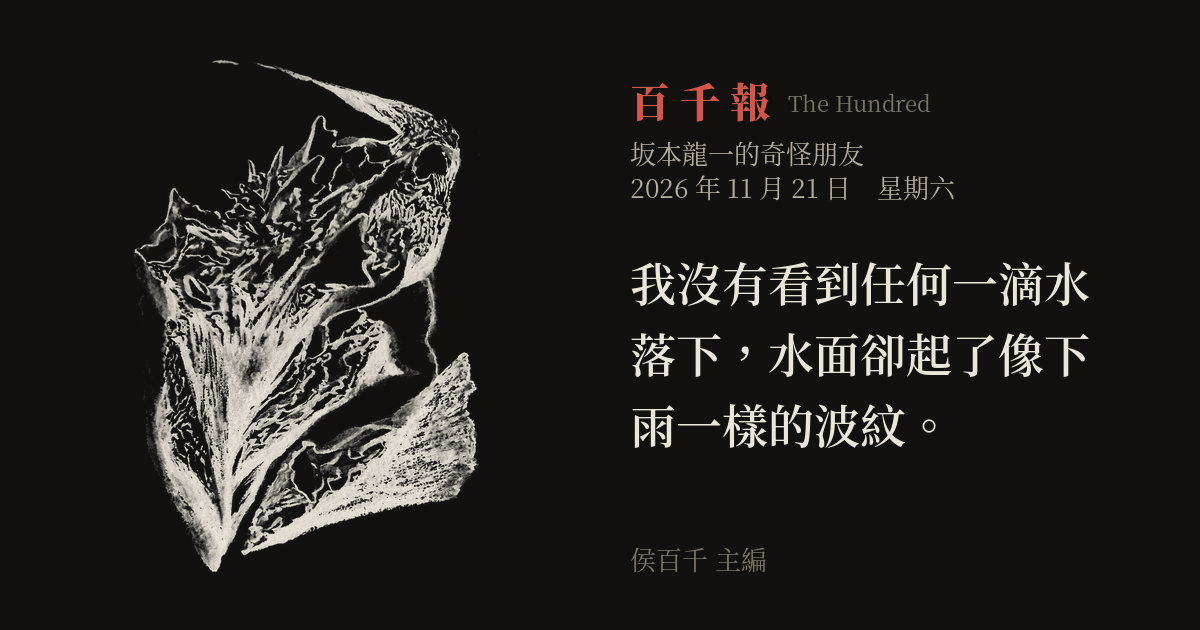 百千報 The Hundred
坂本龍一的奇怪朋友
2026 年 11 月 21 日　星期六
我沒有看到任何一滴水
落下，水面卻起了像下
雨一樣的波紋。
侯百千 主編